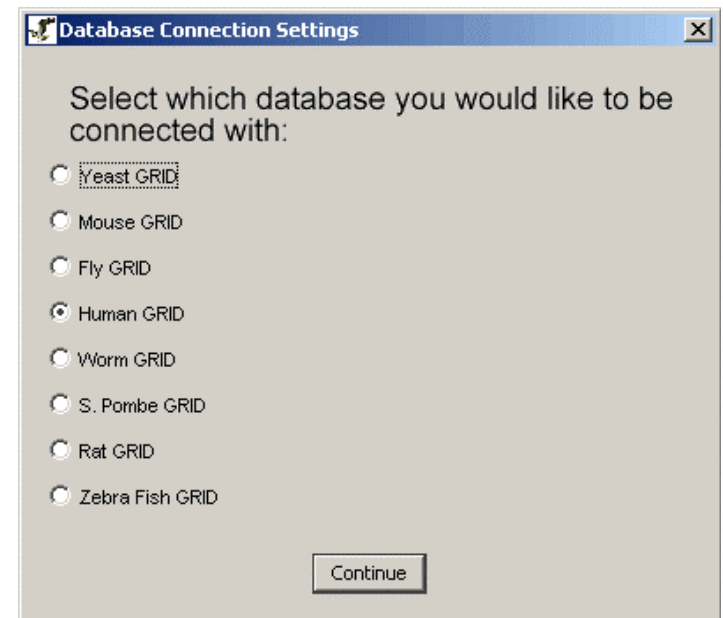 Database Connection Settings
Select which database you would like to be
connected with:
Yeast GRID
Mouse GRID
Fly GRID
Human GRID
Worm GRID
S. Pombe GRID
Rat GRID
Zebra Fish GRID
Continue